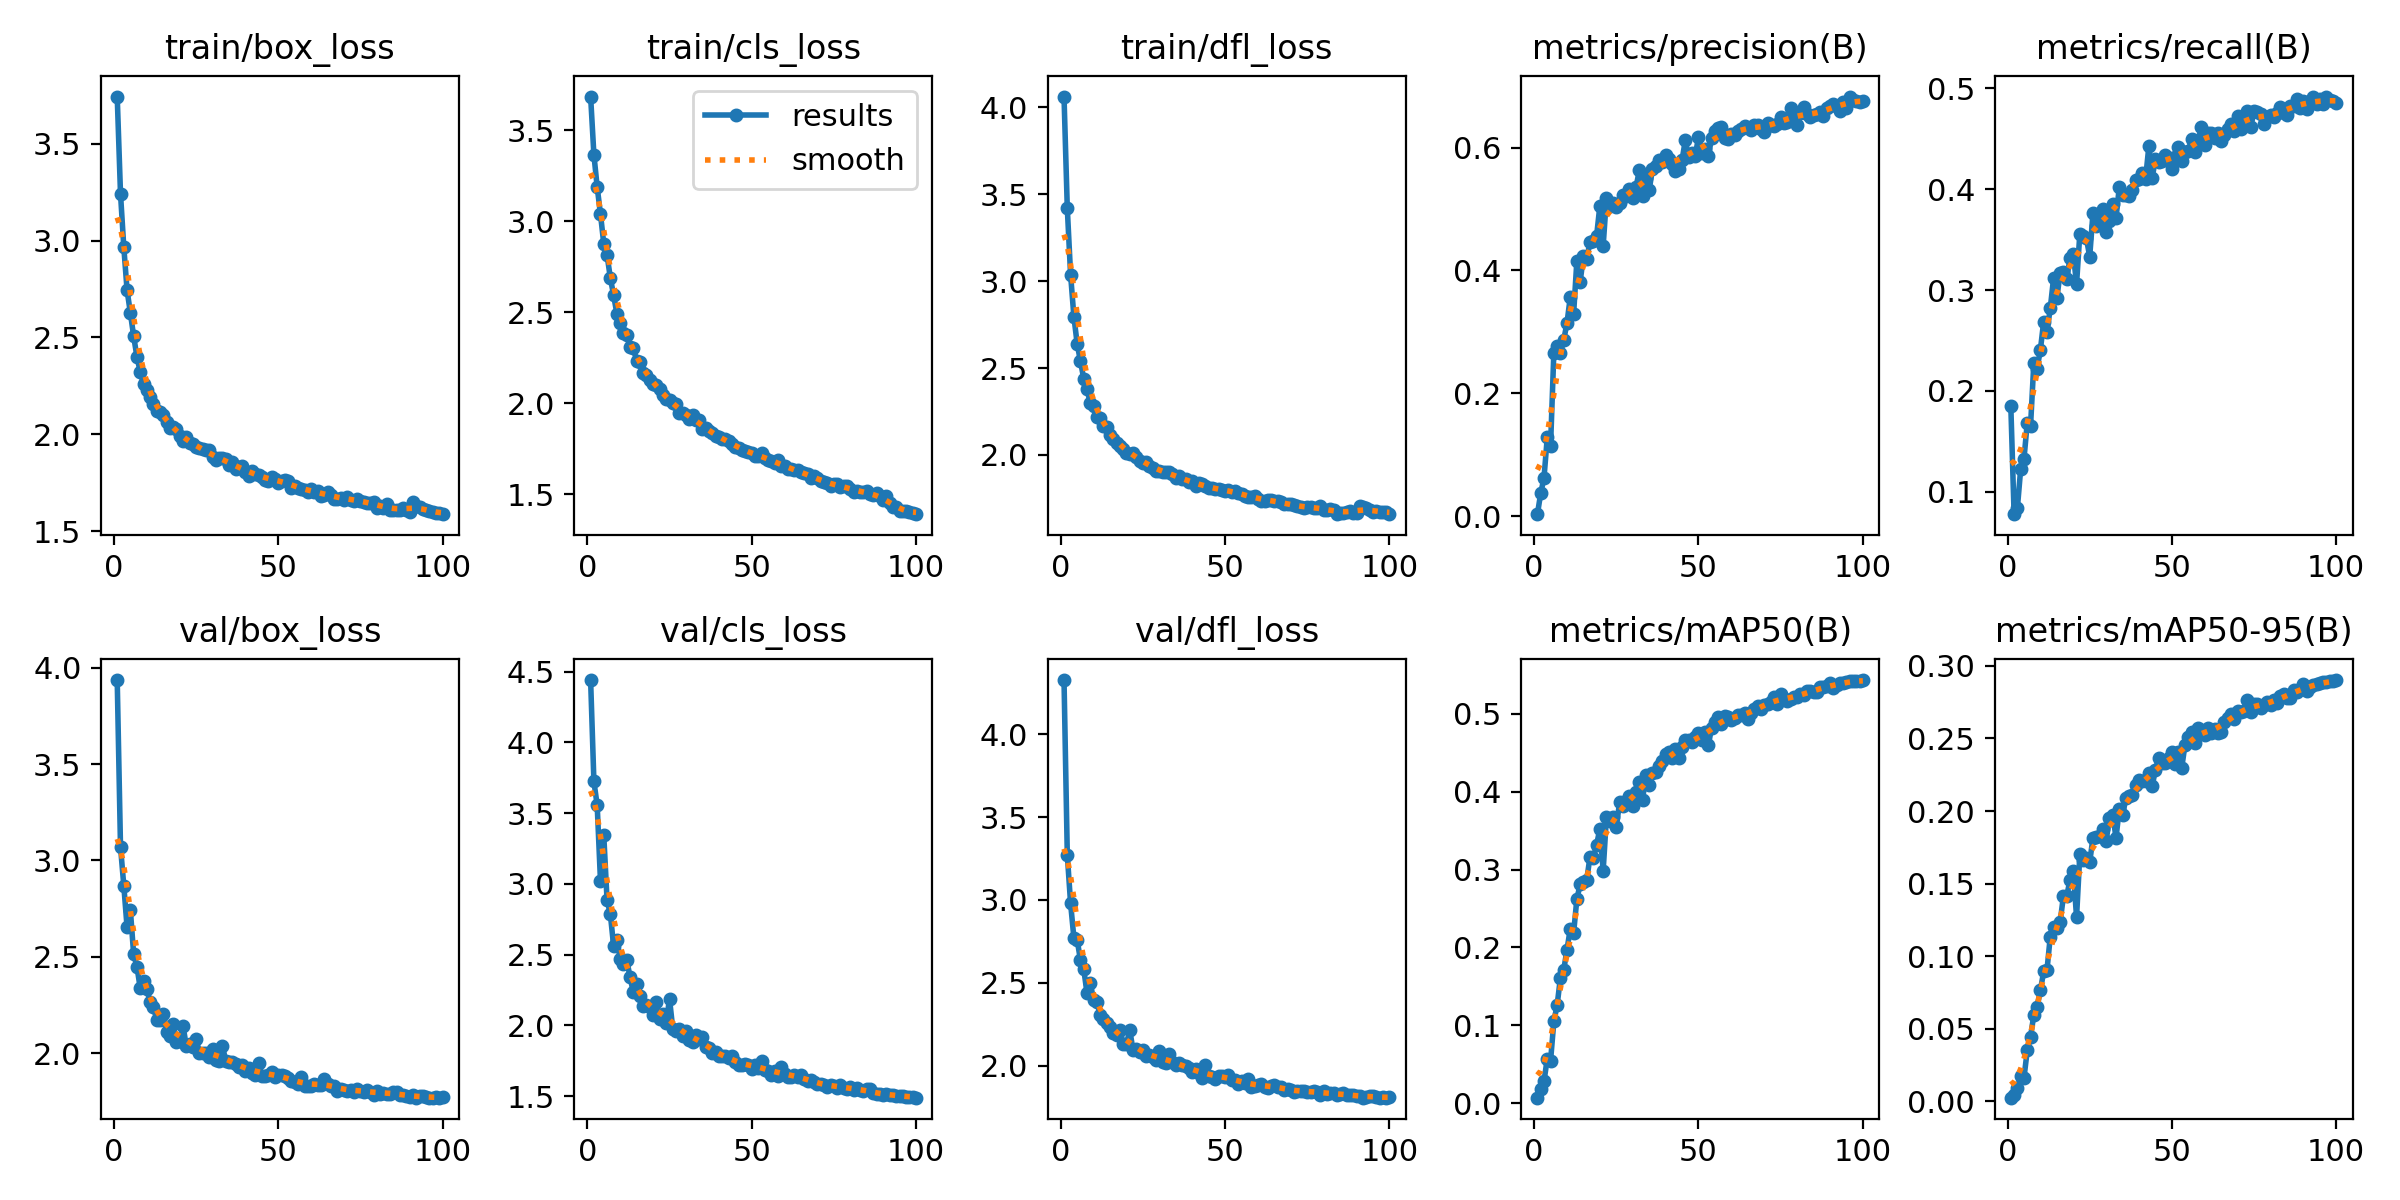 train/box_loss
3.5
3.0
2.5
2.0
1.5
0 50 100
train/cls_loss
results
smooth
3.5
3.0
2.5
2.0
1.5
0 50 100
train/dfl_loss
4.0
3.5
3.0
2.5
2.0
0 50 100
metrics/precision(B)
0.6
0.4
0.2
0.0
0 50 100
metrics/recall(B)
0.5
0.4
0.3
0.2
0.1
0 50 100
val/box_loss
4.0
3.5
3.0
2.5
2.0
0 50 100
val/cls_loss
4.5
4.0
3.5
3.0
2.5
2.0
1.5
0 50 100
val/dfl_loss
4.0
3.5
3.0
2.5
2.0
0 50 100
metrics/mAP50(B)
0.5
0.4
0.3
0.2
0.1
0.0
0 50 100
metrics/mAP50-95(B)
0.30
0.25
0.20
0.15
0.10
0.05
0.00
0 50 100